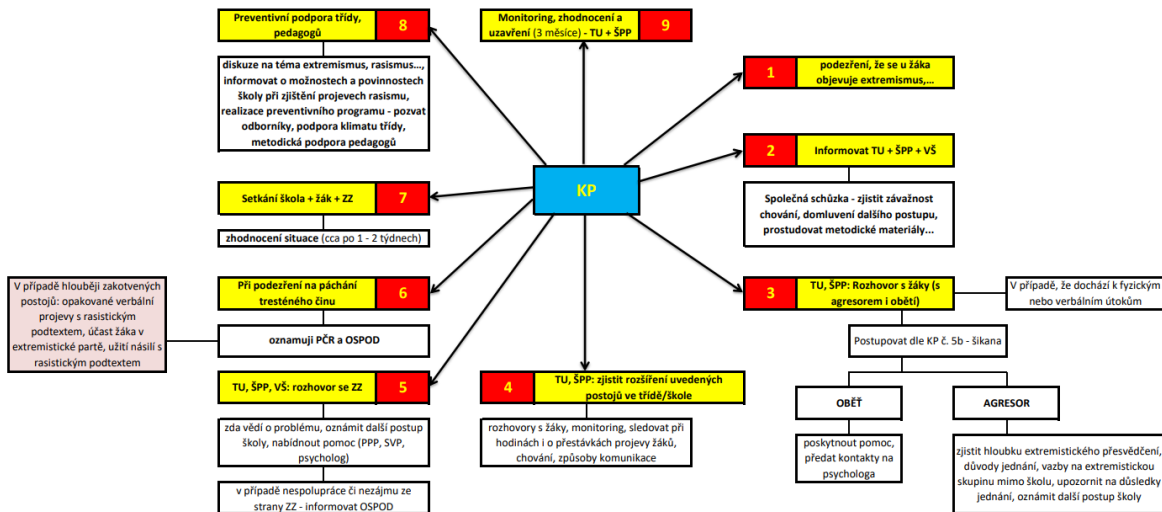 KP
1
podezření, že se u žáka
objevuje extremismus,...
2
Informovat TU + ŠPP + VŠ
Společná schůzka - zjistit závažnost
chování, domluvení dalšího postupu,
prostudovat metodické materiály...
3
TU, ŠPP: Rozhovor s žáky (s
agresorem i obětí)
V případě, že dochází k fyzickým
nebo verbálním útokům
Postupovat dle KP č. 5b - šikana
OBĚŤ
poskytnout pomoc,
předat kontakty na
psychologa
AGRESOR
zjistit hloubku extremistického přesvědčení,
důvody jednání, vazby na extremistickou
skupinu mimo školu, upozornit na důsledky
jednání, oznámit další postup školy
4
TU, ŠPP: zjistit rozšíření uvedených
postojů ve třídě/škole
rozhovory s žáky, monitoring, sledovat při
hodinách i o přestávkách projevy žáků,
chování, způsoby komunikace
TU, ŠPP, VŠ: rozhovor se ZZ
5
zda vědí o problému, oznámit další postup
školy, nabídnout pomoc (PPP, SVP,
psycholog)
v případě nespolupráce či nezájmu ze
strany ZZ - informovat OSPOD
Při podezření na páchání
tresténého činu
6
oznamuji PČR a OSPOD
V případě hlouběji zakotvených
postojů: opakované verbální
projevy s rasistickým
podtextem, účast žáka v
extremistické partě, užití násilí s
rasistickým podtextem
Setkání škola + žák + ZZ
7
zhodnocení situace (cca po 1 - 2 týdnech)
Preventivní podpora třídy,
pedagogů
8
diskuze na téma extremismus, rasismus...,
informovat o možnostech a povinnostech
školy při zjištění projevech rasismu,
realizace preventivního programu - pozvat
odborníky, podpora klimatu třídy,
metodická podpora pedagogů
Monitoring, zhodnocení a
uzavření (3 měsíce) - TU + ŠPP
9